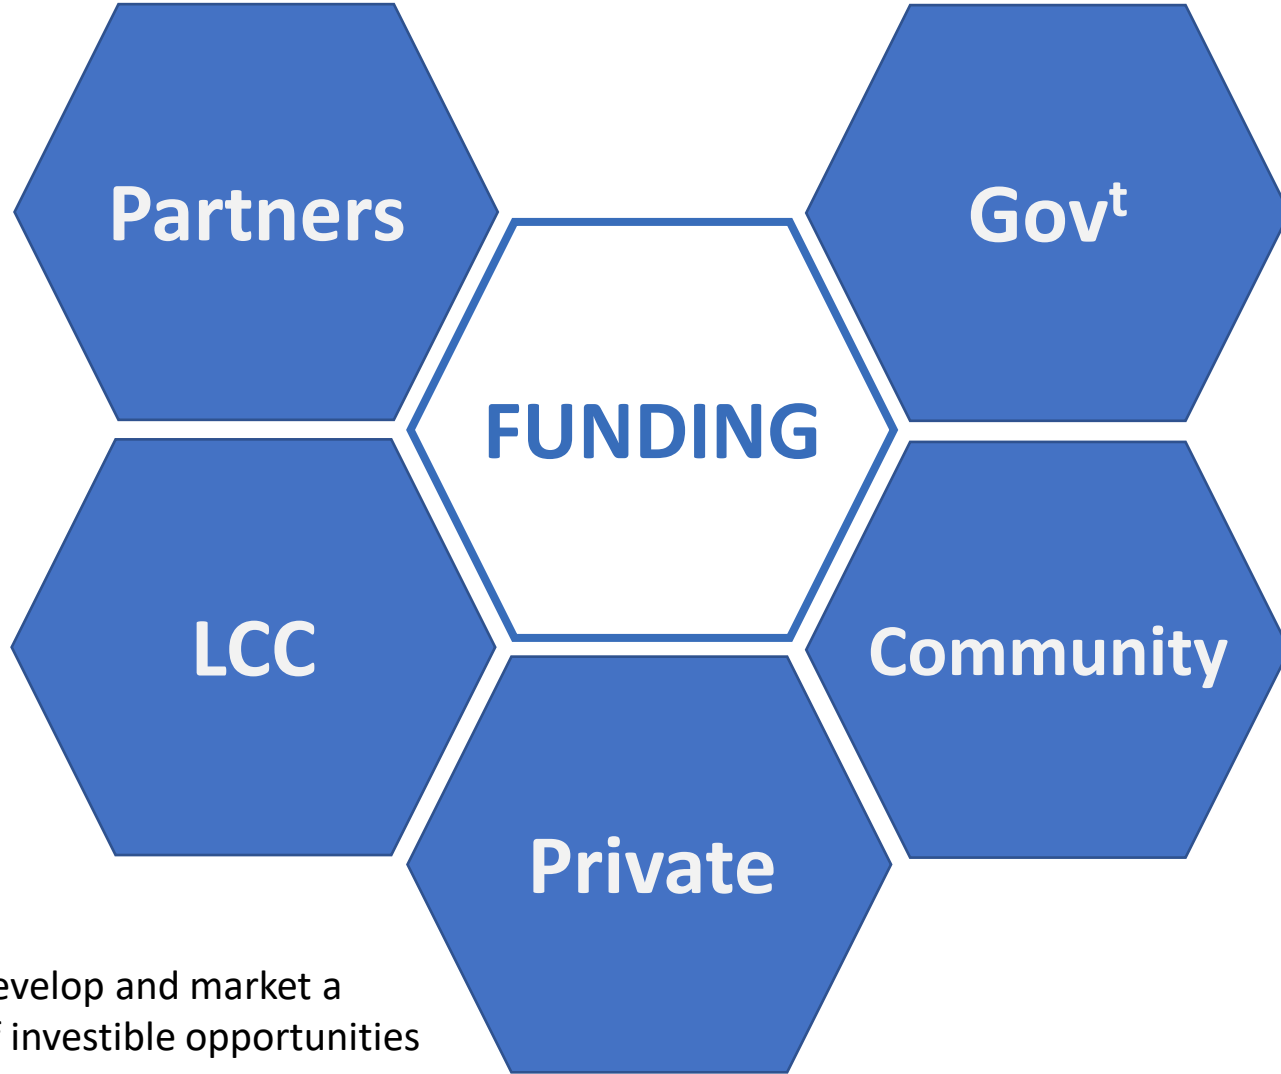 Partners
Govᵗ
FUNDING
LCC
Community
Private
evelop and market a
investible opportunities